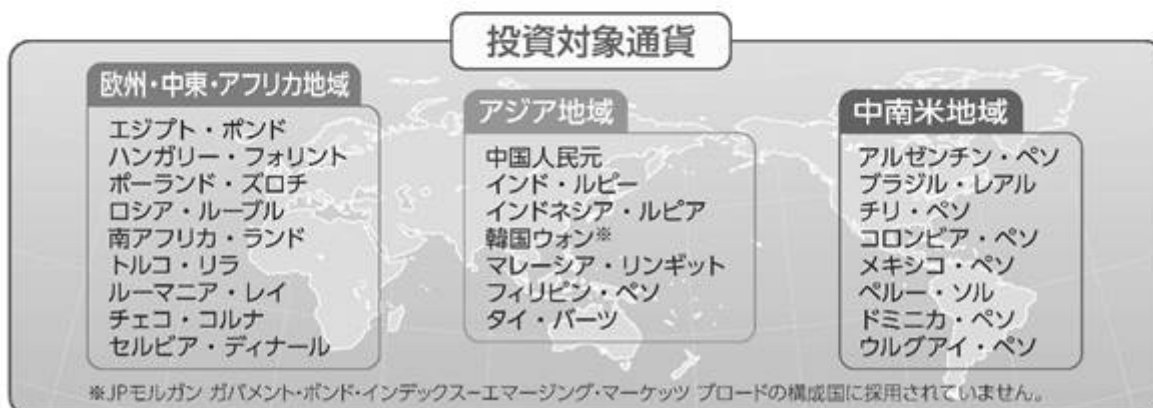 投資対象通貨
欧州・中東・アフリカ地域
エジプト・ポンド
ハンガリー・フォリント
ポーランド・ズロチ
ロシア・ルーブル
南アフリカ・ランド
トルコ・リラ
ルーマニア・レイ
チェコ・コルナ
セルビア・ディナール
アジア地域
中国人民元
インド・ルピー
インドネシア・ルピア
韓国ウォン※
マレーシア・リンギット
フィリピン・ペソ
タイ・バーツ
中南米地域
アルゼンチン・ペソ
ブラジル・レアル
チリ・ペソ
コロンビア・ペソ
メキシコ・ペソ
ペルー・ソル
ドミニカ・ペソ
ウルグアイ・ペソ
※JPモルガン ガバメント・ボンド・インデックス−エマージング・マーケッツ ブロードの構成国に採用されていません。